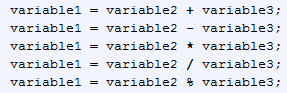 variable1 = variable2 + variable3;
variable1 = variable2 - variable3;
variable1 = variable2 * variable3;
variable1 = variable2 / variable3;
variable1 = variable2 % variable3;